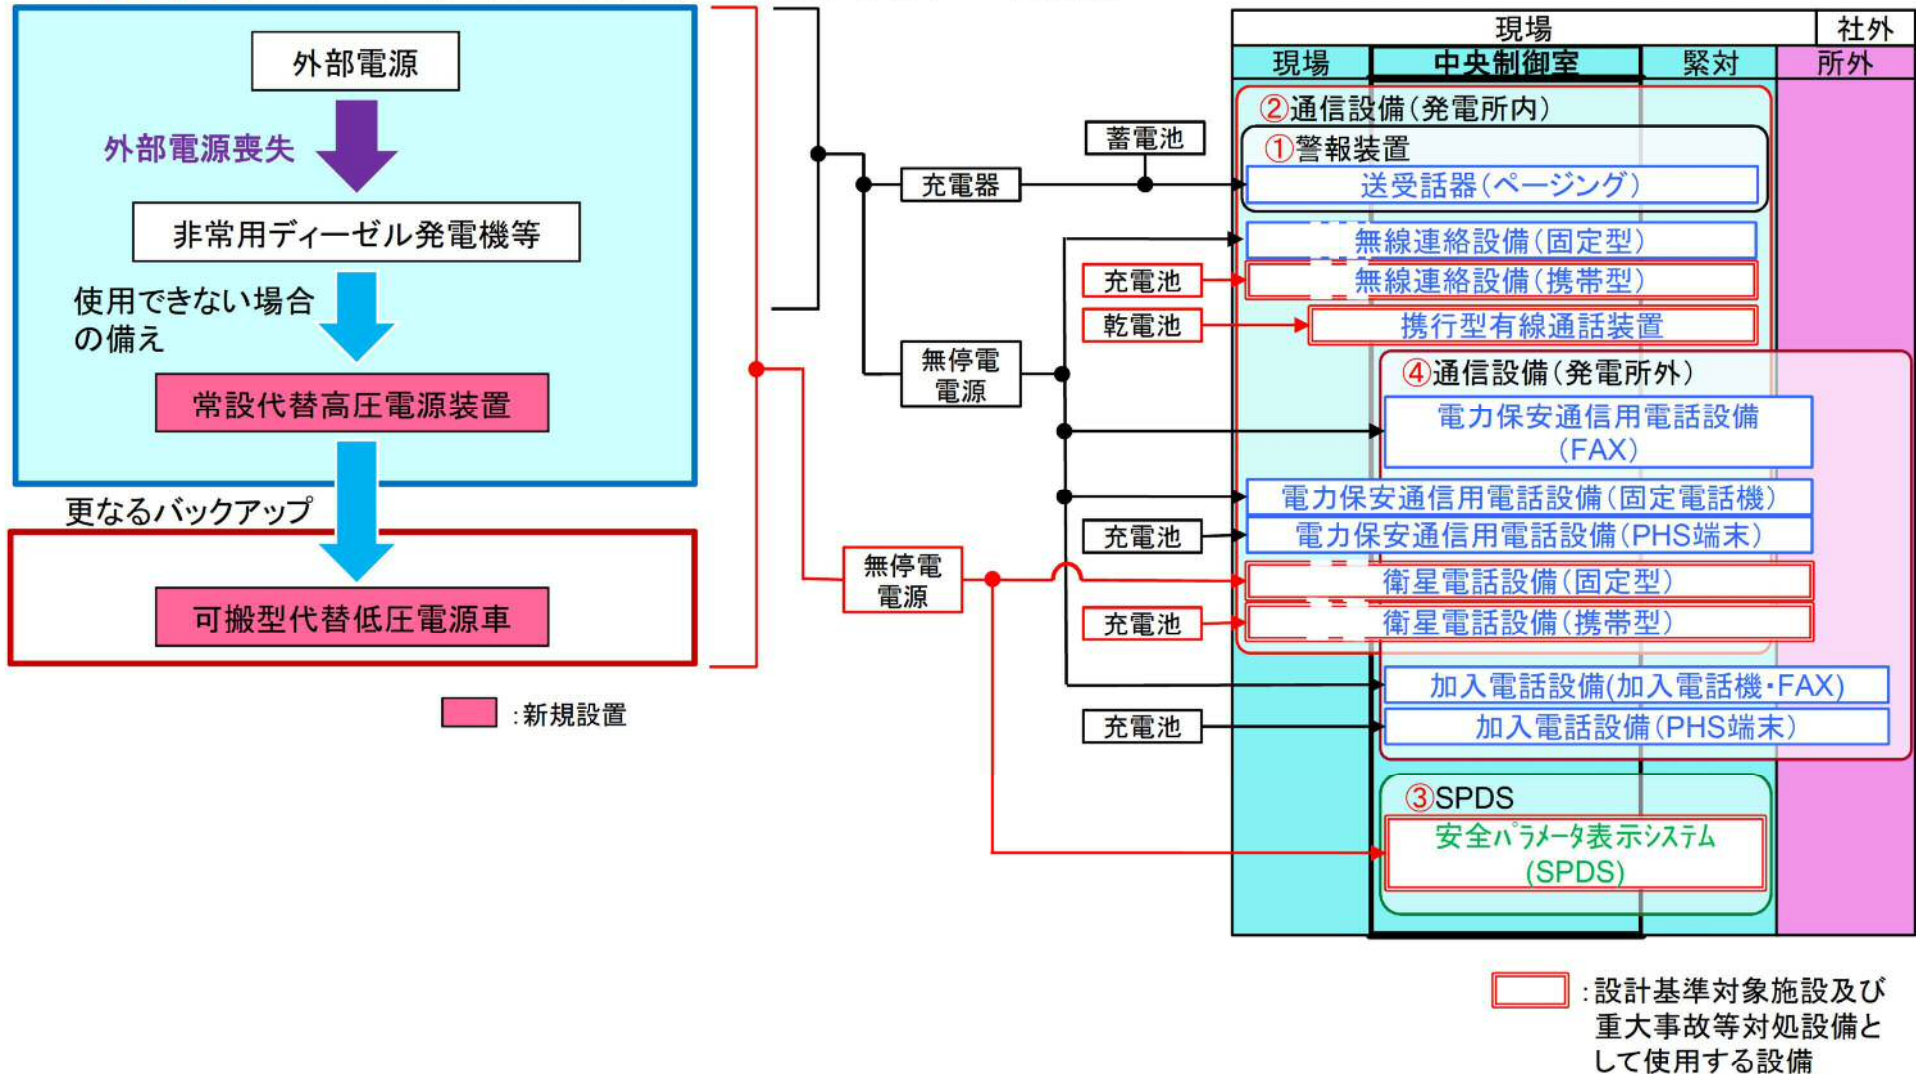 外部電源
外部電源喪失
非常用ディーゼル発電機等
使用できない場合
の備え
常設代替高圧電源装置
更なるバックアップ
可搬型代替低圧電源車
:新規設置
充電器
蓄電池
無停電
電源
無停電
電源
充電池
乾電池
充電池
充電池
充電池
現場
社外
現場
中央制御室
緊対
所外
②通信設備(発電所内)
①警報装置
送受話器(ページング)
無線連絡設備(固定型)
無線連絡設備(携帯型)
携行型有線通話装置
④通信設備(発電所外)
電力保安通信用電話設備
(FAX)
電力保安通信用電話設備(固定電話機)
電力保安通信用電話設備(PHS端末)
衛星電話設備(固定型)
衛星電話設備(携帯型)
加入電話設備(加入電話機・FAX)
加入電話設備(PHS端末)
③SPDS
安全パラメータ表示システム
(SPDS)
:設計基準対象施設及び
重大事故等対処設備と
して使用する設備